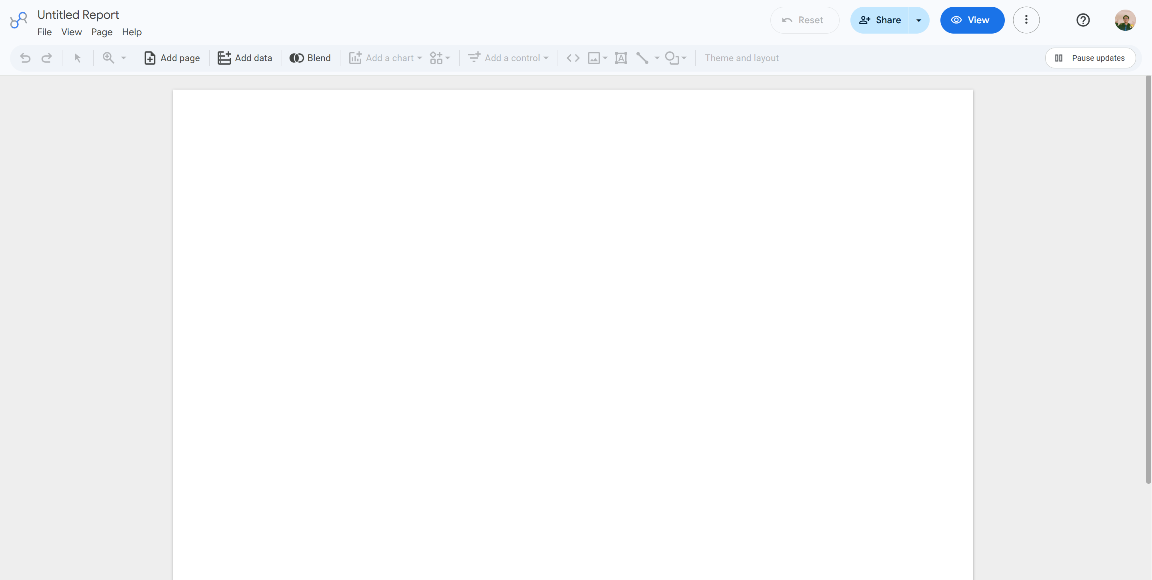 Untitled Report
File View Page Help
Reset
Share
View
Add page
Add data
Blend
Add a chart
Add a control
Theme and layout
Pause updates